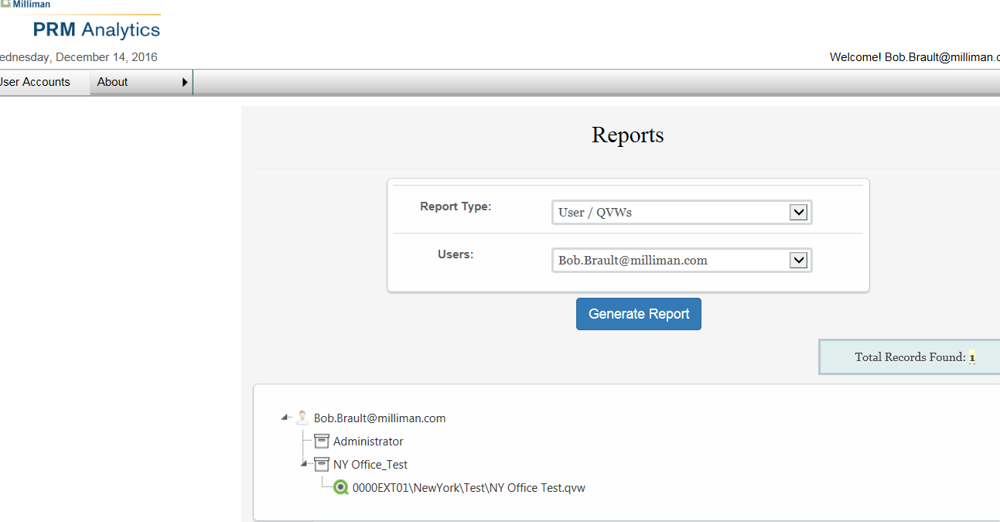 Milliman
PRM Analytics
ednesday, December 14, 2016
Welcome! Bob.Brault@milliman.c
User Accounts
About
Reports
Report Type:
User / QVWs
Users:
Bob.Brault@milliman.com
Generate Report
Total Records Found: 1
Bob.Brault@milliman.com
Administrator
NY Office_Test
0000EXT01\NewYork\Test\NY Office Test.qvw